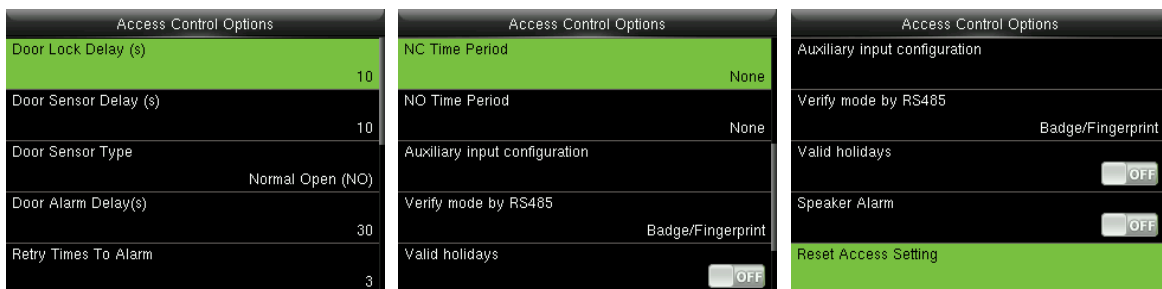 Access Control Options
Door Lock Delay (s)
10
Door Sensor Delay (s)
10
Door Sensor Type
Normal Open (NO)
Door Alarm Delay(s)
30
Retry Times To Alarm
3
Access Control Options
NC Time Period
None
NO Time Period
None
Auxiliary input configuration
Verify mode by RS485
Badge/Fingerprint
Valid holidays
OFF
Access Control Options
Auxiliary input configuration
Verify mode by RS485
Badge/Fingerprint
Valid holidays
OFF
Speaker Alarm
OFF
Reset Access Setting